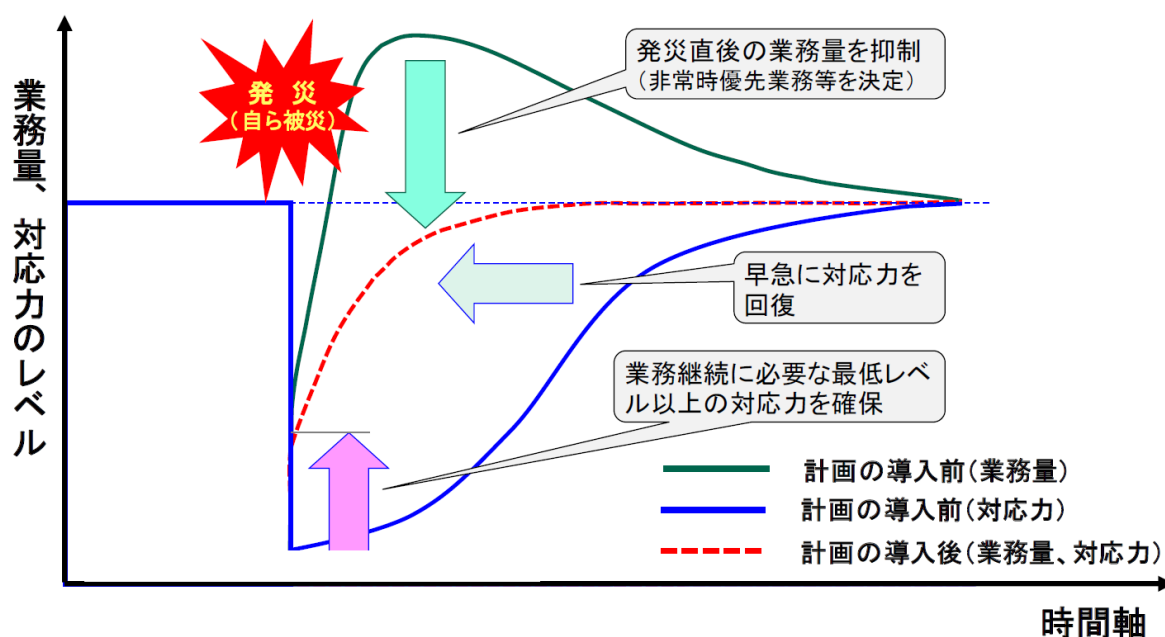 発 災
(自ら被災)
発災直後の業務量を抑制
(非常時優先業務等を決定)
業務量、対応力のレベル
早急に対応力を
回復
業務継続に必要な最低レベ
ル以上の対応力を確保
計画の導入前(業務量)
計画の導入前(対応力)
計画の導入後(業務量、対応力)
時間軸